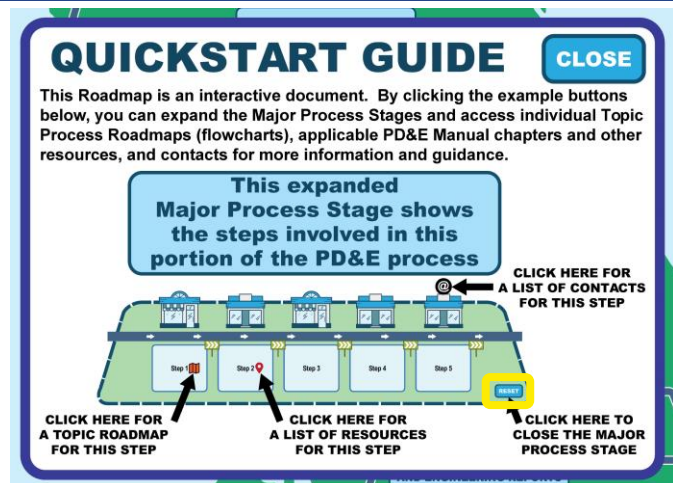 QUICKSTART GUIDE
CLOSE
This Roadmap is an interactive document. By clicking the example buttons
below, you can expand the Major Process Stages and access individual Topic
Process Roadmaps (flowcharts), applicable PD&E Manual chapters and other
resources, and contacts for more information and guidance.
This expanded
Major Process Stage shows
the steps involved in this
portion of the PD&E process
CLICK HERE FOR
A LIST OF CONTACTS
FOR THIS STEP
@
Step 1
Step 2
Step 3
Step 4
Step 5
RESET
CLICK HERE FOR
A TOPIC ROADMAP
FOR THIS STEP
CLICK HERE FOR
A LIST OF RESOURCES
FOR THIS STEP
CLICK HERE TO
CLOSE THE MAJOR
PROCESS STAGE
AND ENGINEERING REPORTS